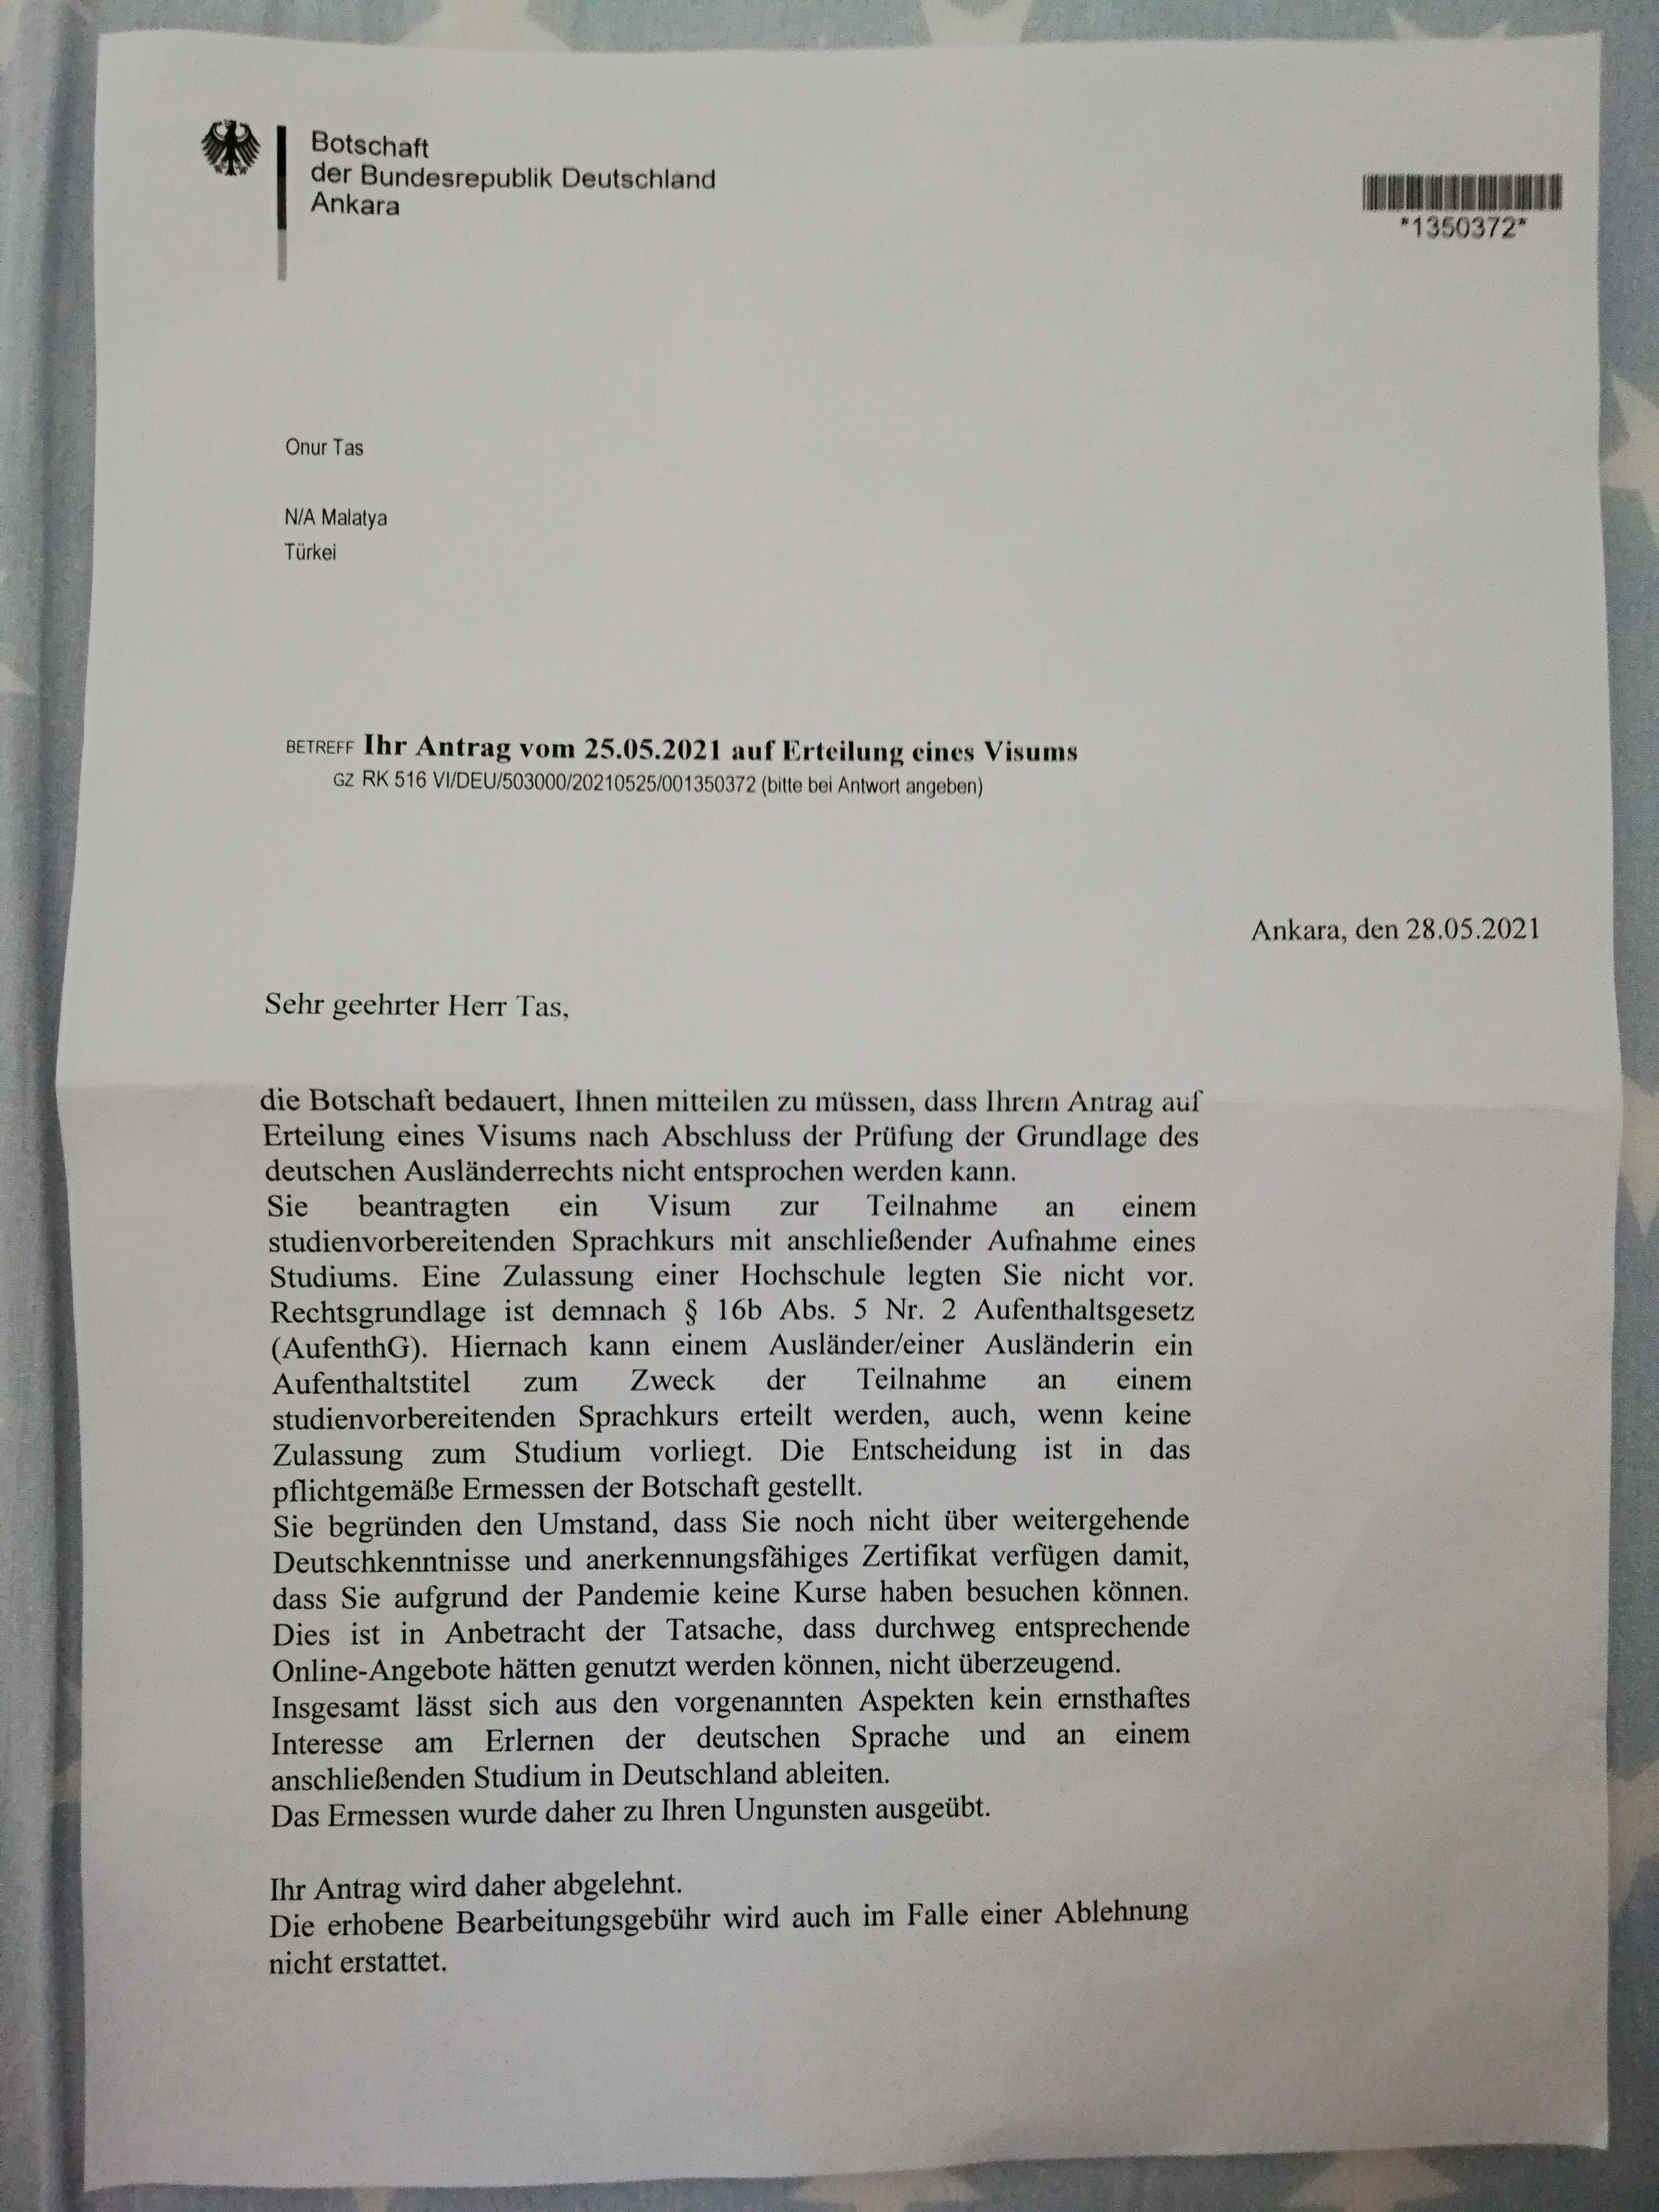 Botschaft
der Bundesrepublik Deutschland
Ankara
*1350372*
Onur Tas
N/A Malatya
Türkei
BETREFF Ihr Antrag vom 25.05.2021 auf Erteilung eines Visums
GZ RK 516 VI/DEU/503000/20210525/001350372 (bitte bei Antwort angeben)
Ankara, den 28.05.2021
Sehr geehrter Herr Tas,
die Botschaft bedauert, Ihnen mitteilen zu müssen, dass Ihrem Antrag auf
Erteilung eines Visums nach Abschluss der Prüfung der Grundlage des
deutschen Ausländerrechts nicht entsprochen werden kann.
Sie beantragten ein Visum zur Teilnahme an einem
studienvorbereitenden Sprachkurs mit anschließender Aufnahme eines
Studiums. Eine Zulassung einer Hochschule legten Sie nicht vor.
Rechtsgrundlage ist demnach § 16b Abs. 5 Nr. 2 Aufenthaltsgesetz
(AufenthG). Hiernach kann einem Ausländer/einer Ausländerin ein
Aufenthaltstitel zum Zweck der Teilnahme an einem
studienvorbereitenden Sprachkurs erteilt werden, auch, wenn keine
Zulassung zum Studium vorliegt. Die Entscheidung ist in das
pflichtgemäße Ermessen der Botschaft gestellt.
Sie begründen den Umstand, dass Sie noch nicht über weitergehende
Deutschkenntnisse und anerkennungsfähiges Zertifikat verfügen damit,
dass Sie aufgrund der Pandemie keine Kurse haben besuchen können.
Dies ist in Anbetracht der Tatsache, dass durchweg entsprechende
Online-Angebote hätten genutzt werden können, nicht überzeugend.
Insgesamt lässt sich aus den vorgenannten Aspekten kein ernsthaftes
Interesse am Erlernen der deutschen Sprache und an einem
anschließenden Studium in Deutschland ableiten.
Das Ermessen wurde daher zu Ihren Ungunsten ausgeübt.
Ihr Antrag wird daher abgelehnt.
Die erhobene Bearbeitungsgebühr wird auch im Falle einer Ablehnung
nicht erstattet.